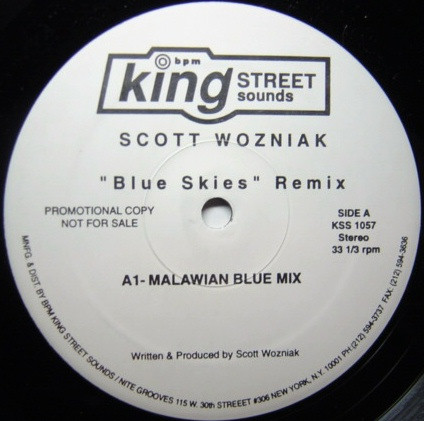 bpm
king STREET
sounds
SCOTT WOZNIAK
"Blue Skies" Remix
PROMOTIONAL COPY
NOT FOR SALE
SIDE A
KSS 1057
Stereo
33 1/3 rpm
A1- MALAWIAN BLUE MIX
Written & Produced by Scott Wozniak
MNFG. & DIST. BY BPM KING STREET SOUNDS / NITE GROOVES 115 W. 30th STREEET #306 NEW YORK, N.Y. 10001 PH (212) 594-3737 FAX: (212) 594-3636